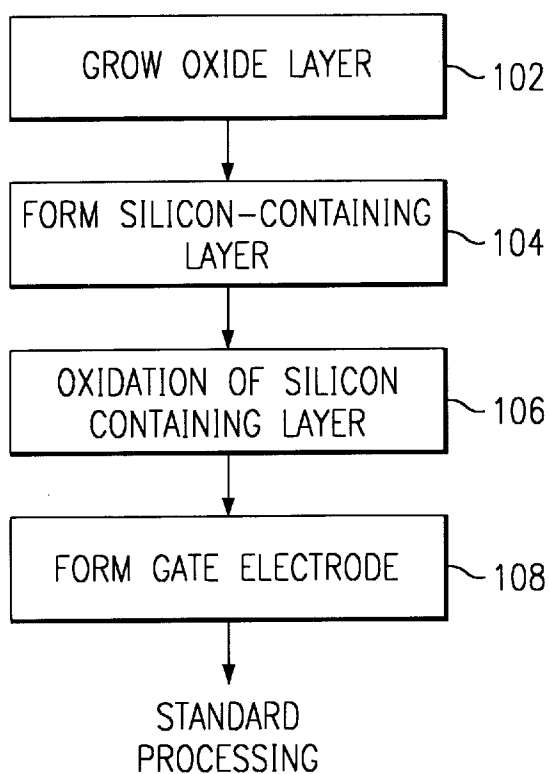 GROW OXIDE LAYER
102
FORM SILICON-CONTAINING
LAYER
104
OXIDATION OF SILICON
CONTAINING LAYER
106
FORM GATE ELECTRODE
108
STANDARD
PROCESSING